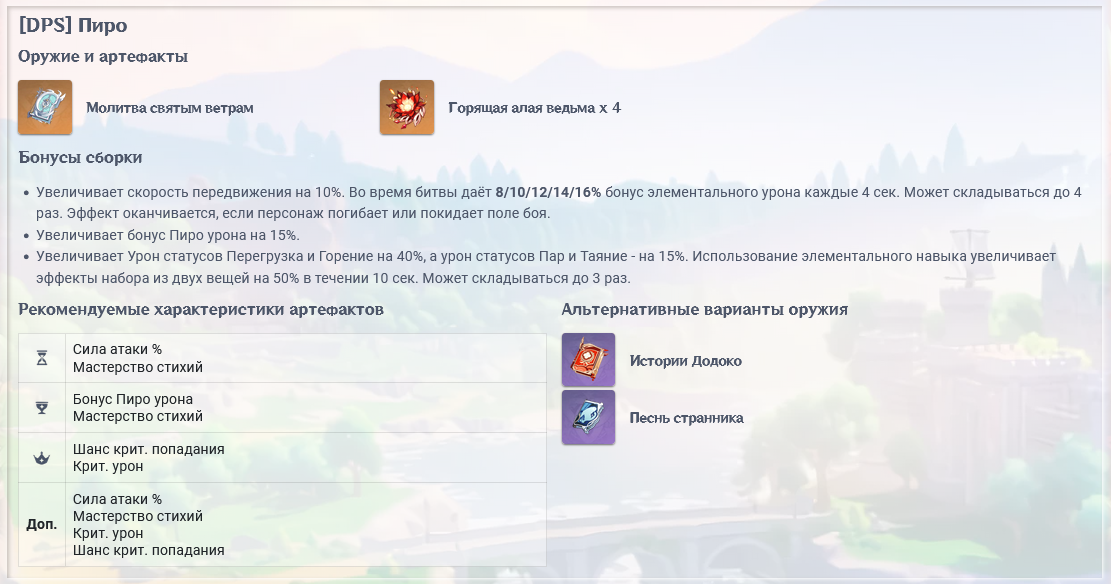 [DPS] Пиро
Оружие и артефакты
Молитва святым ветрам
Горящая алая ведьма x 4
Бонусы сборки
• Увеличивает скорость передвижения на 10%. Во время битвы даёт 8/10/12/14/16% бонус элементального урона каждые 4 сек. Может складываться до 4
раз. Эффект оканчивается, если персонаж погибает или покидает поле боя.
• Увеличивает бонус Пиро урона на 15%.
• Увеличивает Урон статусов Перегрузка и Горение на 40%, а урон статусов Пар и Таяние - на 15%. Использование элементального навыка увеличивает
эффекты набора из двух вещей на 50% в течении 10 сек. Может складываться до 3 раз.
Рекомендуемые характеристики артефактов
Сила атаки %
Мастерство стихий
Бонус Пиро урона
Мастерство стихий
Шанс крит. попадания
Крит. урон
Доп.
Сила атаки %
Мастерство стихий
Крит. урон
Шанс крит. попадания
Альтернативные варианты оружия
Истории Додоко
Песнь странника